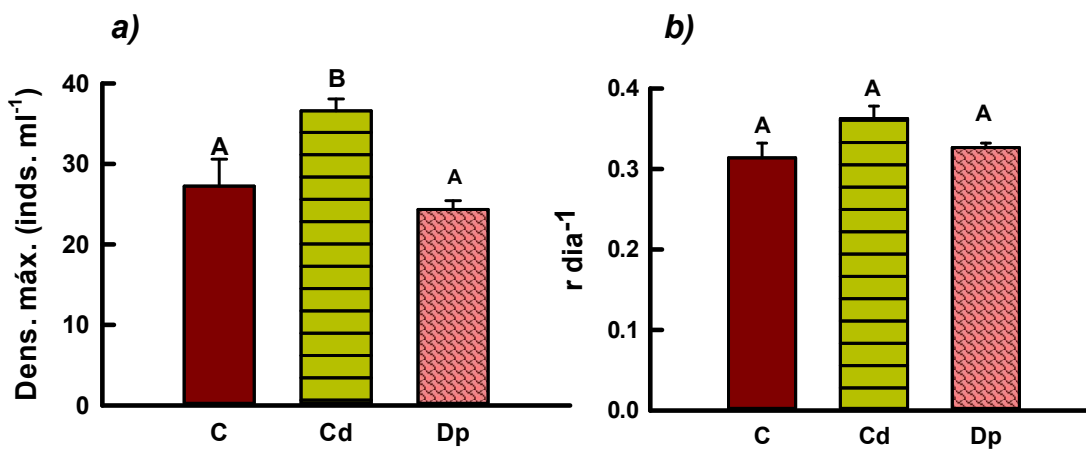 a)
Dens. máx. (inds. ml-1)
40
30
20
10
0
A
B
A
C Cd Dp
b)
r dia-1
0.4
0.3
0.2
0.1
0.0
A
A
A
C Cd Dp